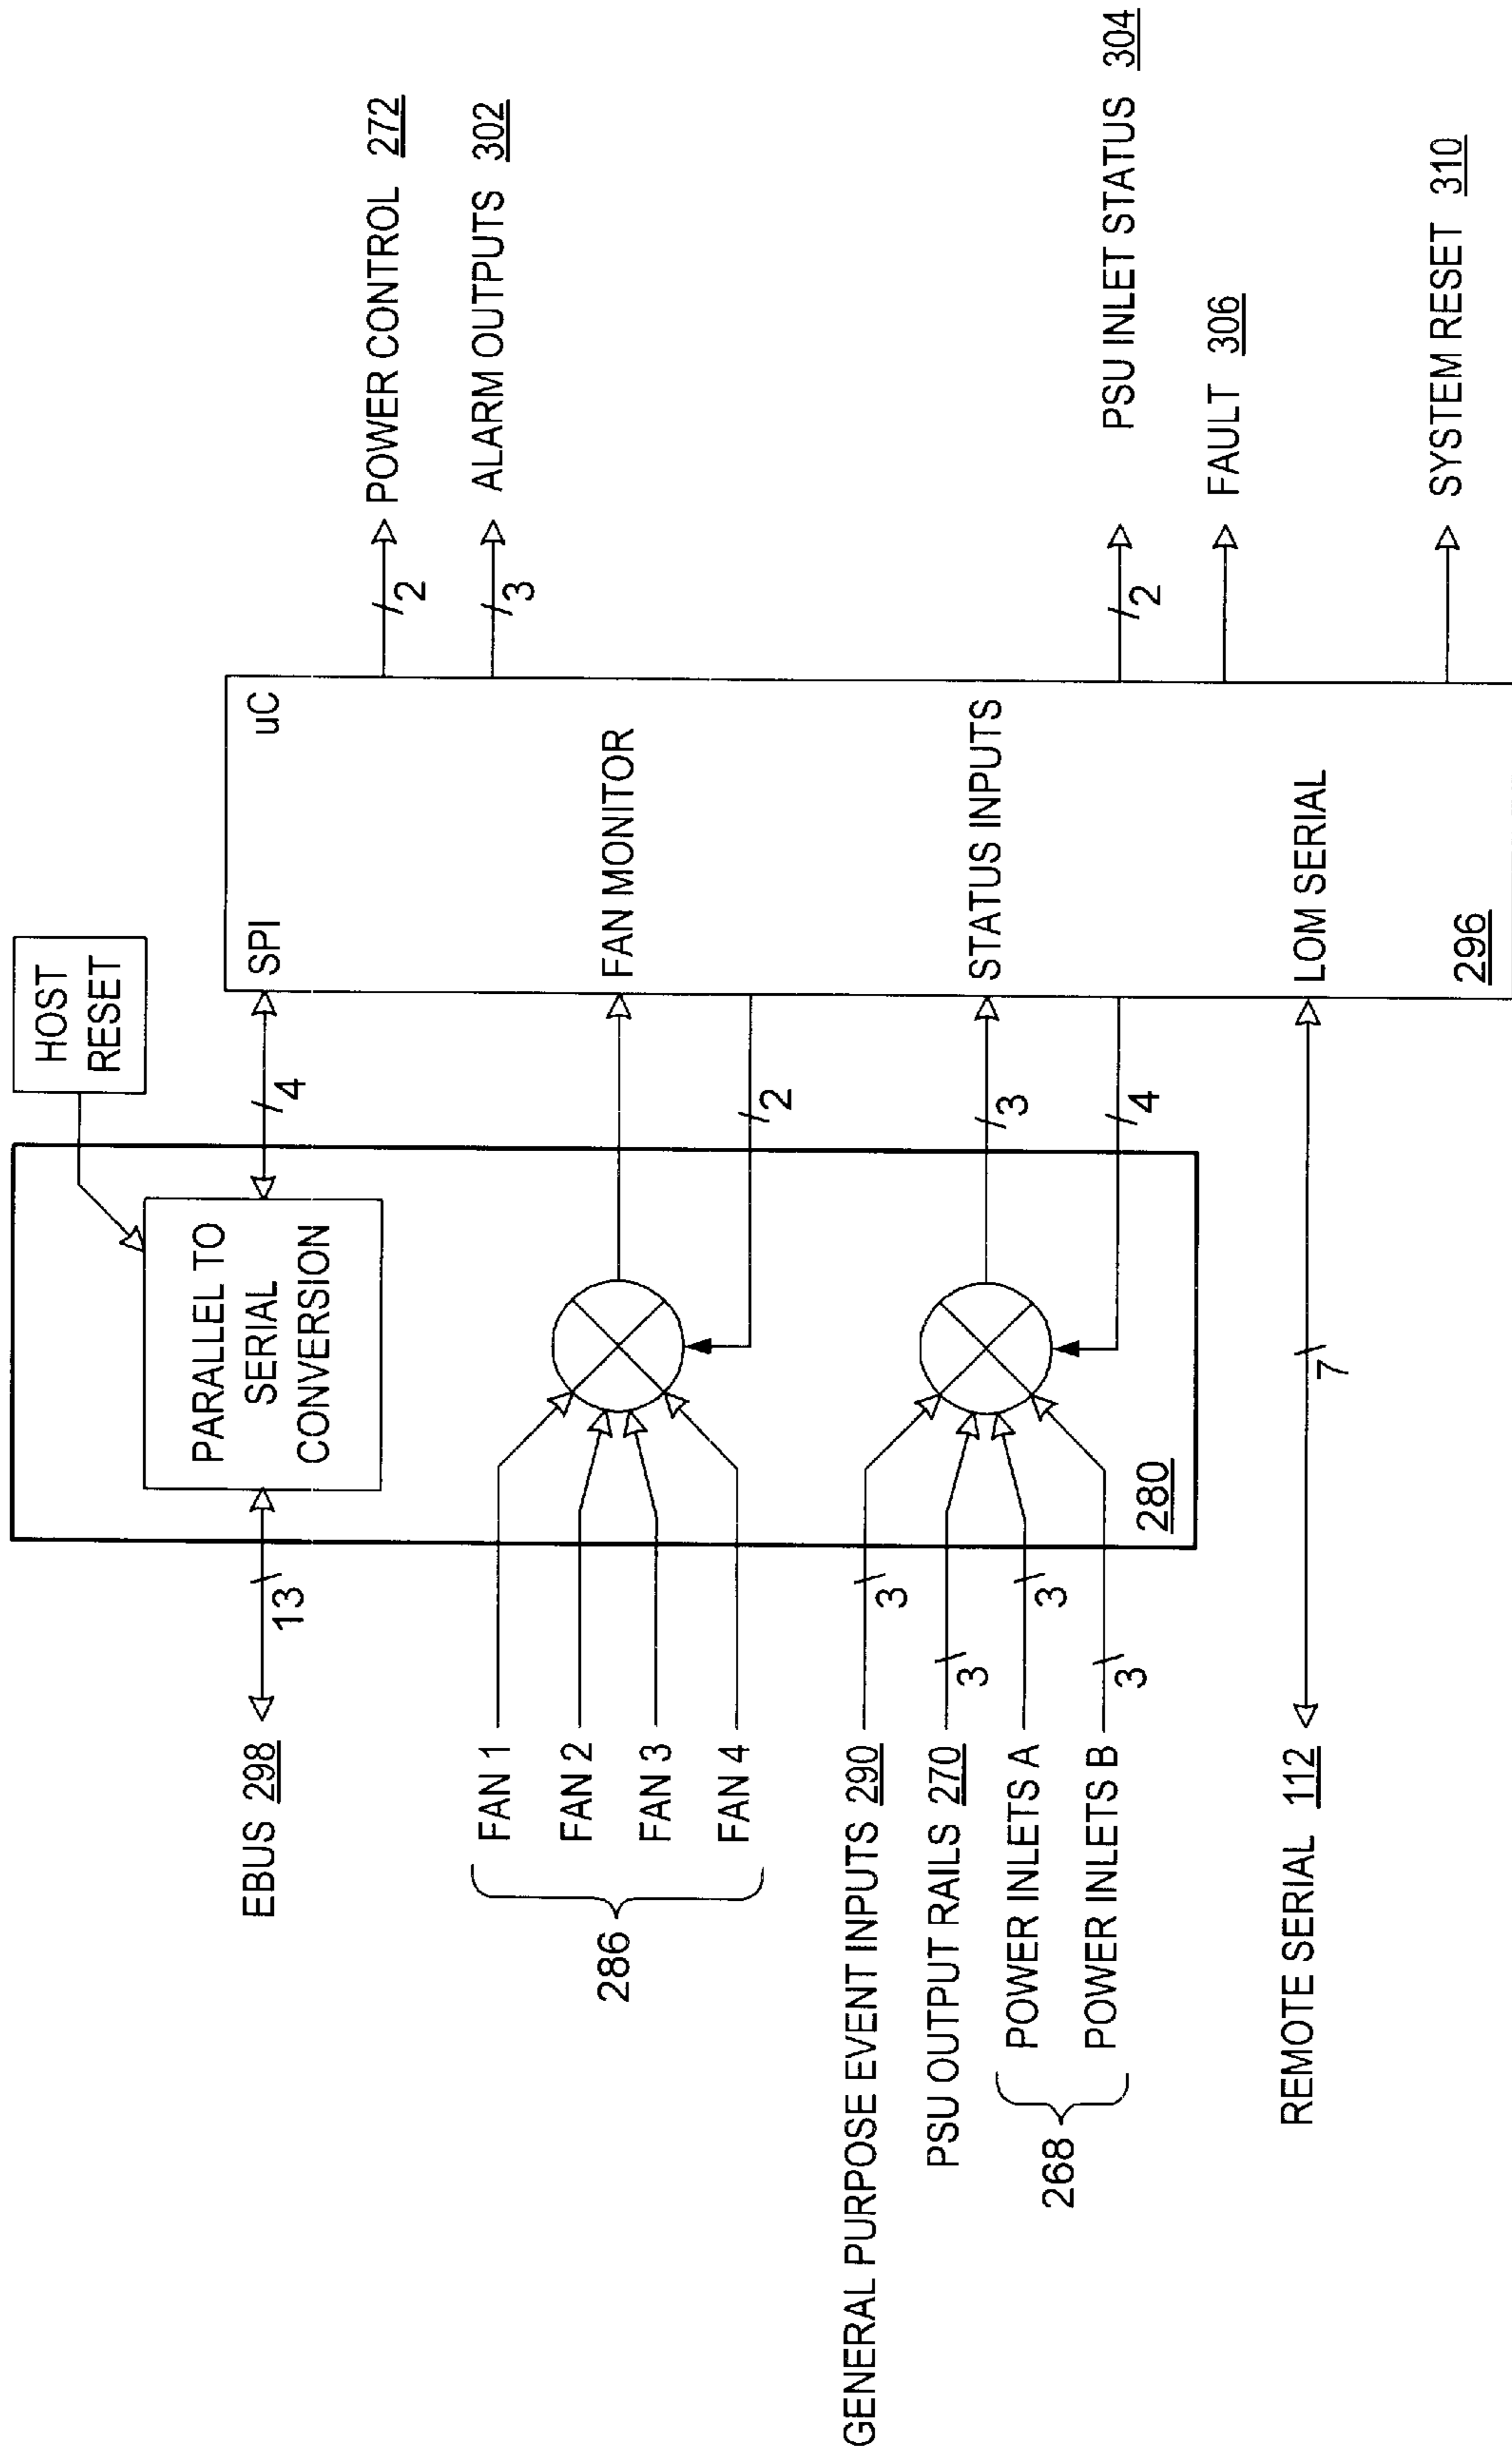 HOST
RESET
EBUS 298
13
PARALLEL TO
SERIAL
CONVERSION
4
SPI
uC
POWER CONTROL 272
2
ALARM OUTPUTS 302
3
FAN 1
FAN 2
FAN 3
FAN 4
286
FAN MONITOR
2
GENERAL PURPOSE EVENT INPUTS 290
3
PSU OUTPUT RAILS 270
3
POWER INLETS A
3
POWER INLETS B
3
268
280
3
STATUS INPUTS
4
PSU INLET STATUS 304
2
FAULT 306
REMOTE SERIAL 112
7
LOM SERIAL
296
SYSTEM RESET 310